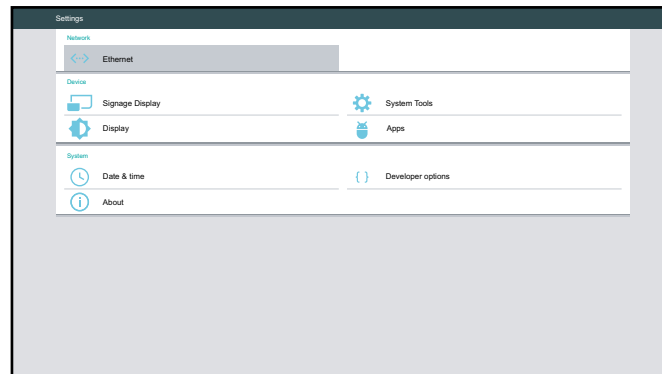 Settings
Network
Ethernet
Device
Signage Display
System Tools
Display
Apps
System
Date & time
{ } Developer options
About